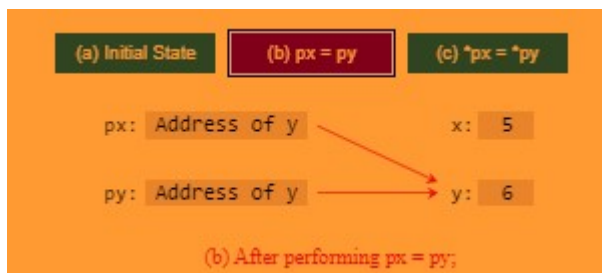 (a) Initial State (b) px = py (c) *px = *py
px: Address of y x: 5
py: Address of y y: 6
(b) After performing px = py;